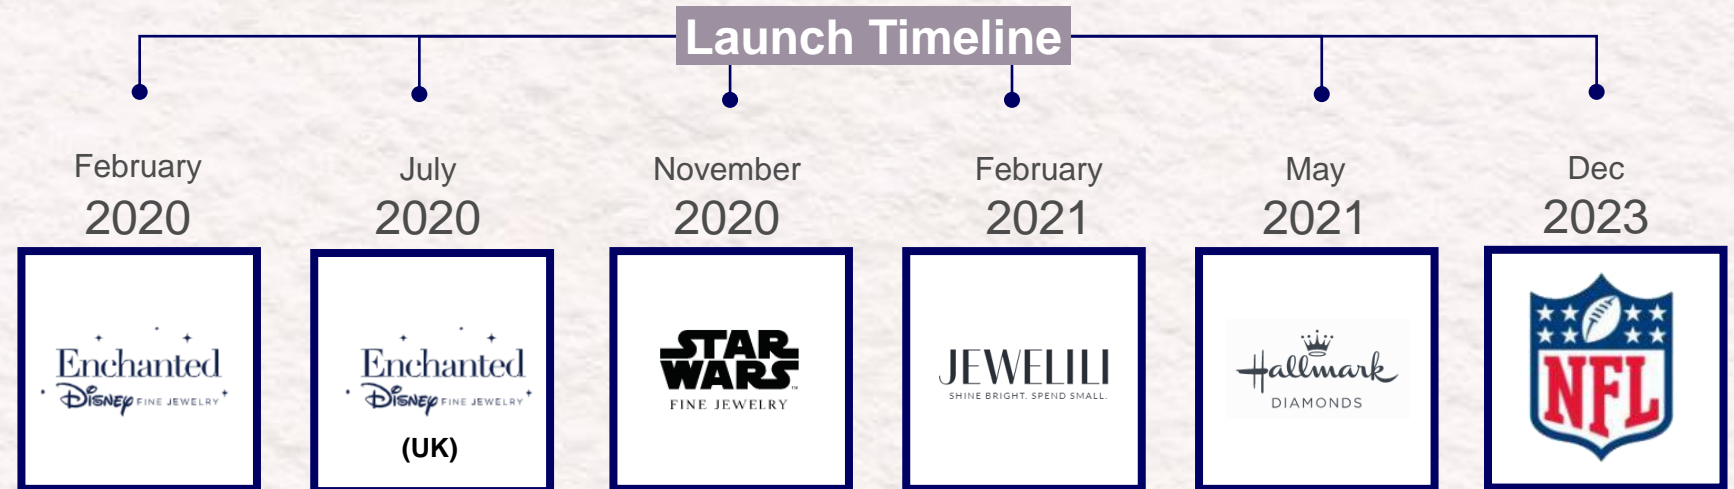 Launch Timeline
February
2020
Enchanted
Disney FINE JEWELRY
July
2020
Enchanted
Disney FINE JEWELRY
(UK)
November
2020
STAR
WARS
FINE JEWELRY
February
2021
JEWELILI
SHINE BRIGHT. SPEND SMALL.
May
2021
Hallmark
DIAMONDS
Dec
2023
NFL